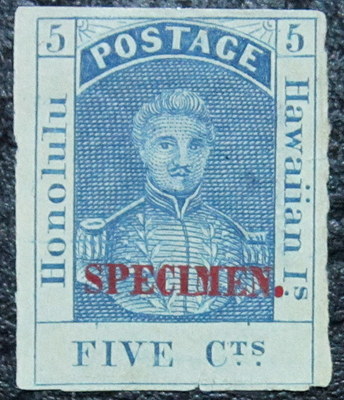 5 POSTAGE 5
Honolulu
Hawaiian Is.
SPECIMEN.
FIVE CTS